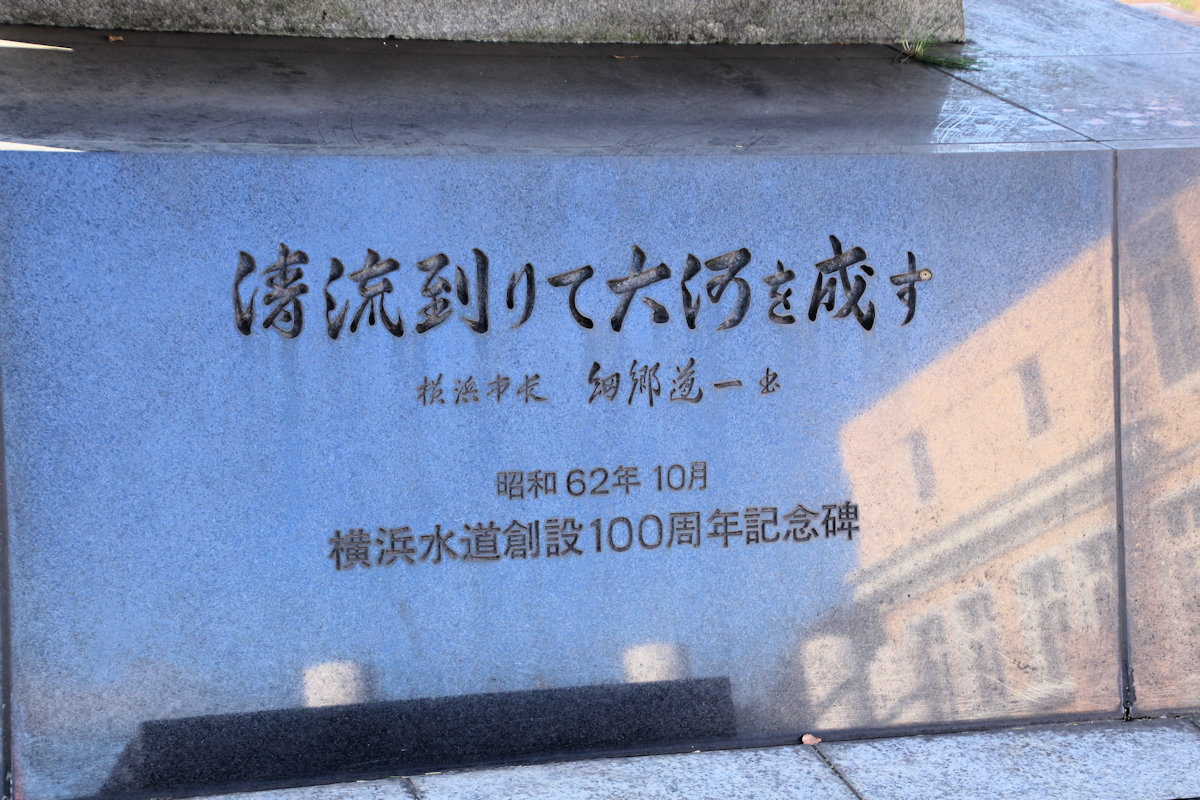 清流到りて大河を成す
横浜市長 細郷道一書
昭和62年10月
横浜水道創設100周年記念碑